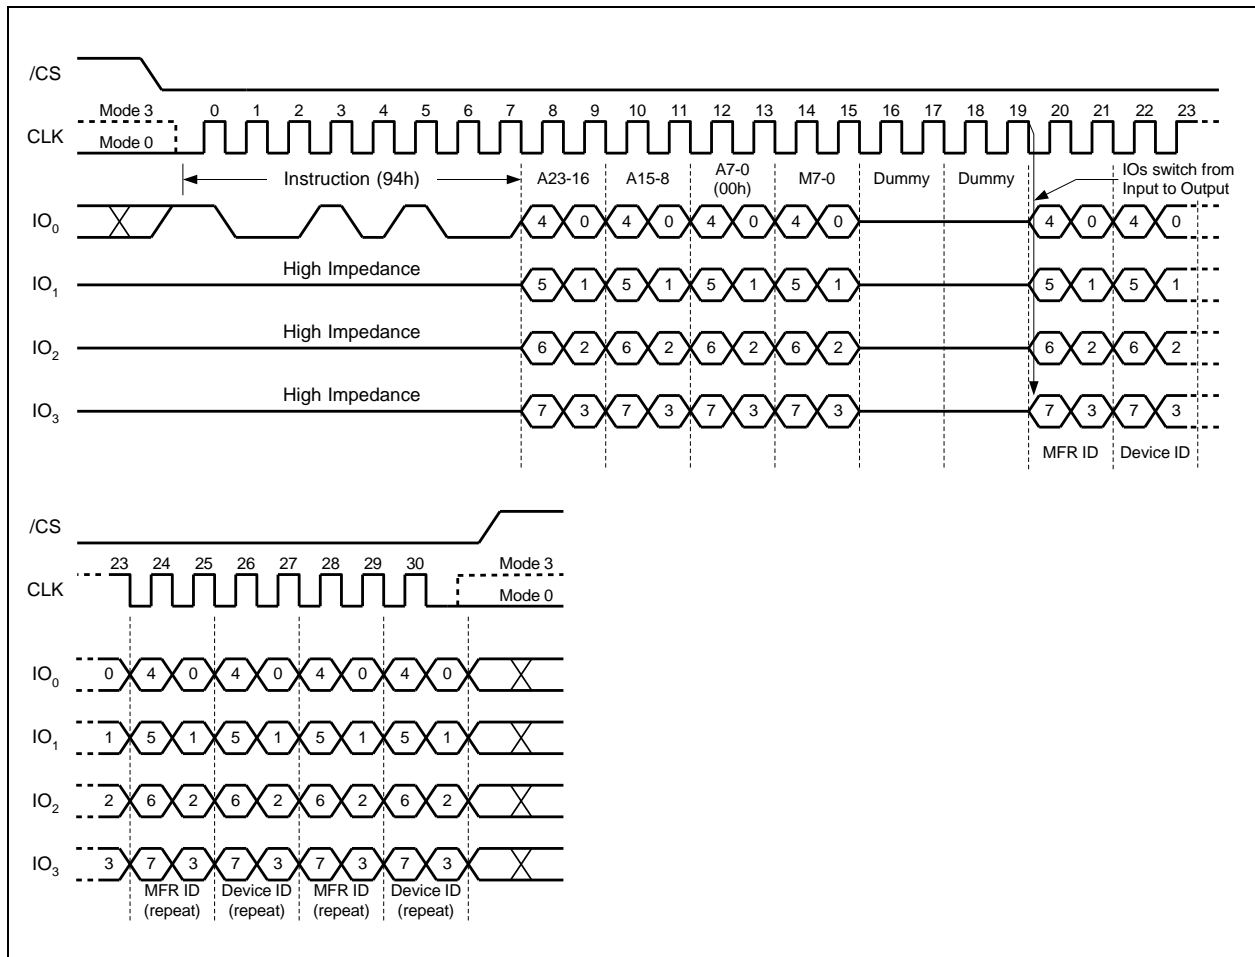 /CS
Mode 3 0 1 2 3 4 5 6 7 8 9 10 11 12 13 14 15 16 17 18 19 20 21 22 23
CLK Mode 0
Instruction (94h) A23-16 A15-8 A7-0 (00h) M7-0 Dummy Dummy IOs switch from
Input to Output
IO0 4 0 4 0 4 0 4 0 4 0 4 0
High Impedance
IO1 5 1 5 1 5 1 5 1 5 1 5 1
High Impedance
IO2 6 2 6 2 6 2 6 2 6 2 6 2
High Impedance
IO3 7 3 7 3 7 3 7 3 7 3 7 3
MFR ID Device ID
/CS
23 24 25 26 27 28 29 30 Mode 3
CLK Mode 0
IO0 0 4 0 4 0 4 0 4 0
IO1 1 5 1 5 1 5 1 5 1
IO2 2 6 2 6 2 6 2 6 2
IO3 3 7 3 7 3 7 3 7 3
MFR ID Device ID MFR ID Device ID
(repeat) (repeat) (repeat) (repeat)